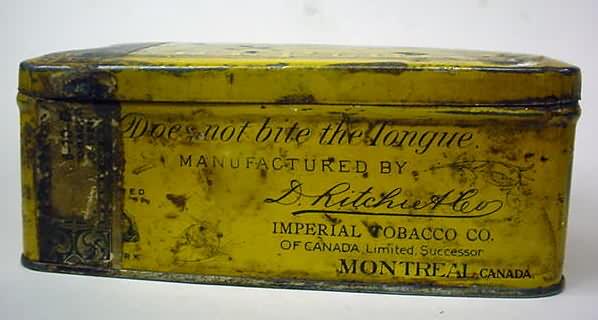 Does not bite the Tongue.
MANUFACTURED BY
D. Ritchie & Co
IMPERIAL TOBACCO CO.
OF CANADA, Limited, Successor
MONTREAL, CANADA.